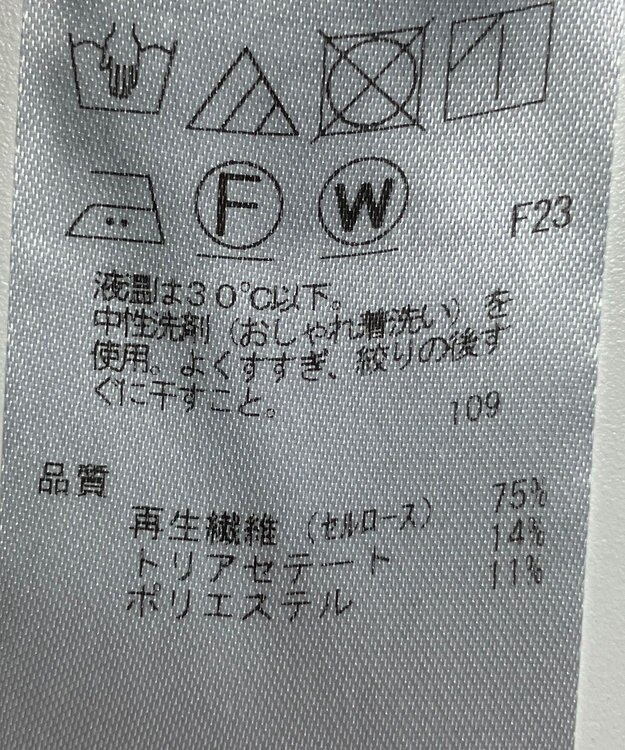 F W F23
液温は30℃以下。
中性洗剤（おしゃれ着洗い）を
使用。よくすすぎ、絞りの後す
ぐに干すこと。
109
品質
再生繊維（セルロース） 75%
トリアセテート 14%
ポリエステル 11%